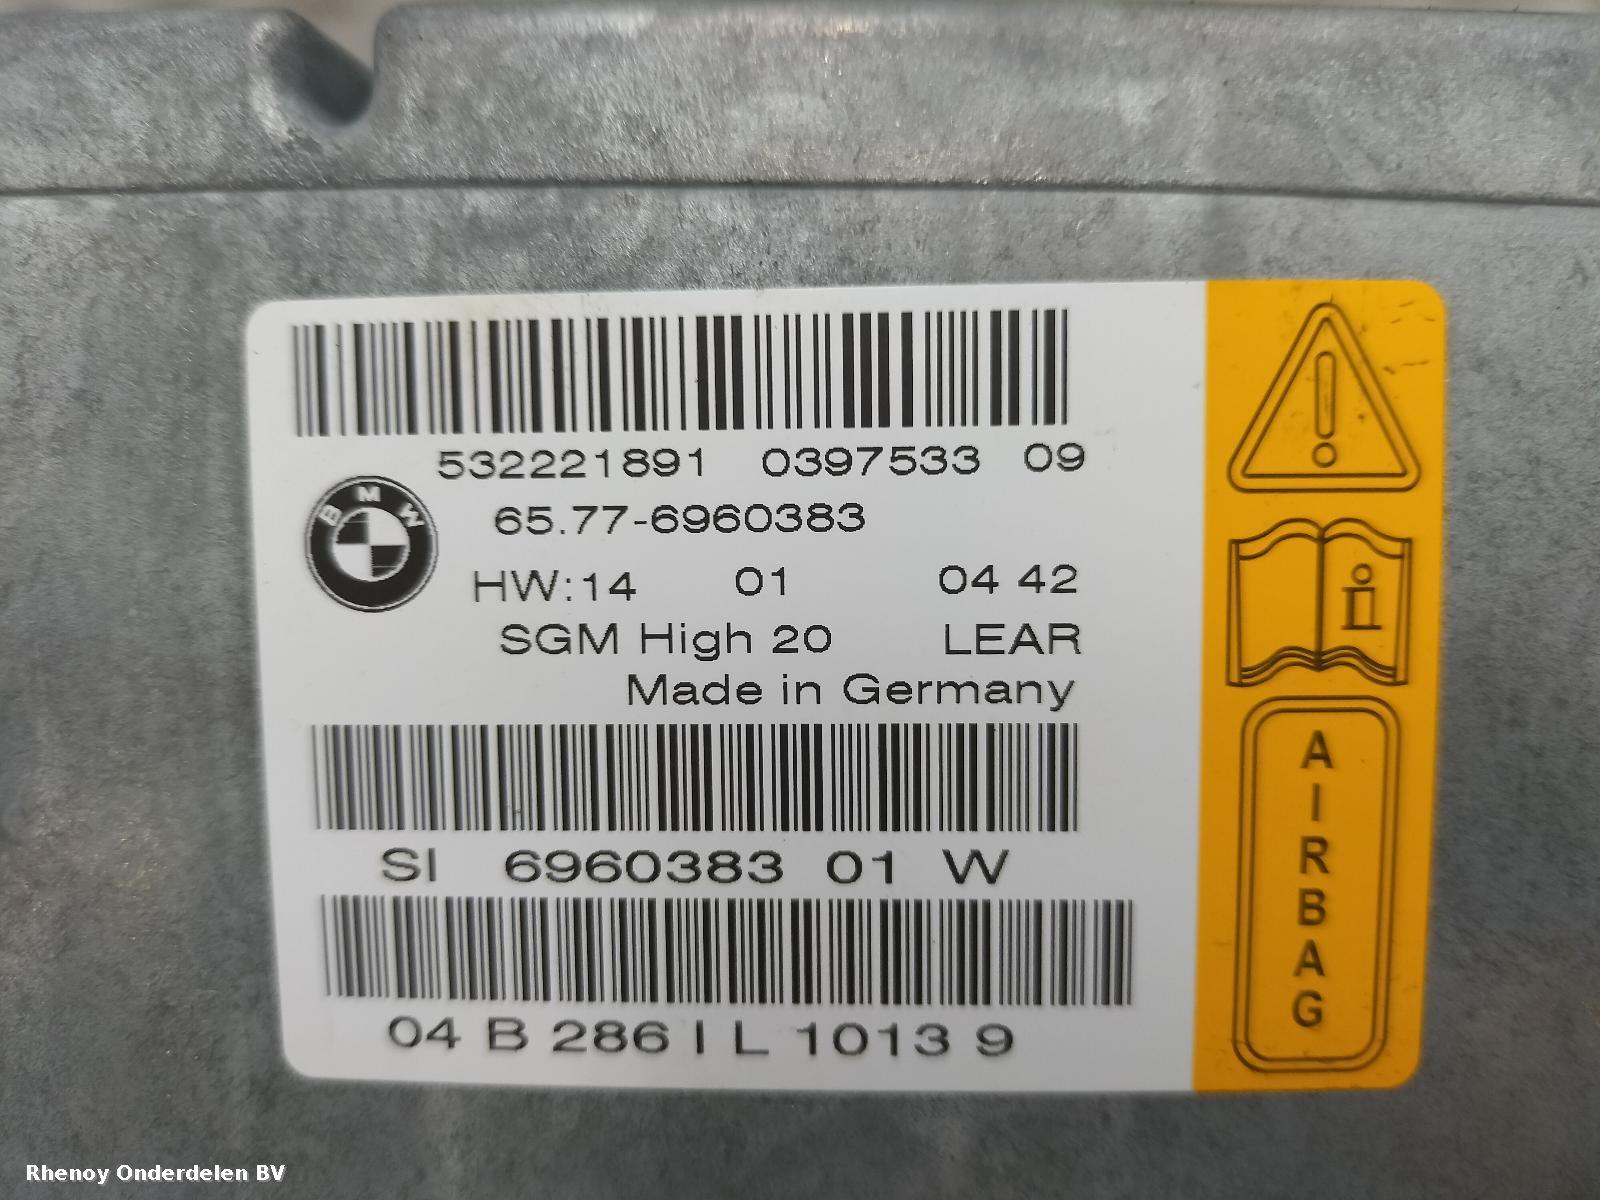 532221891 0397533 09
BMW
65.77-6960383
HW:14 01 04 42
SGM High 20 LEAR
Made in Germany
SI 6960383 01 W
04 B 286 I L 1013 9
i
AIRBAG
Rhenoy Onderdelen BV